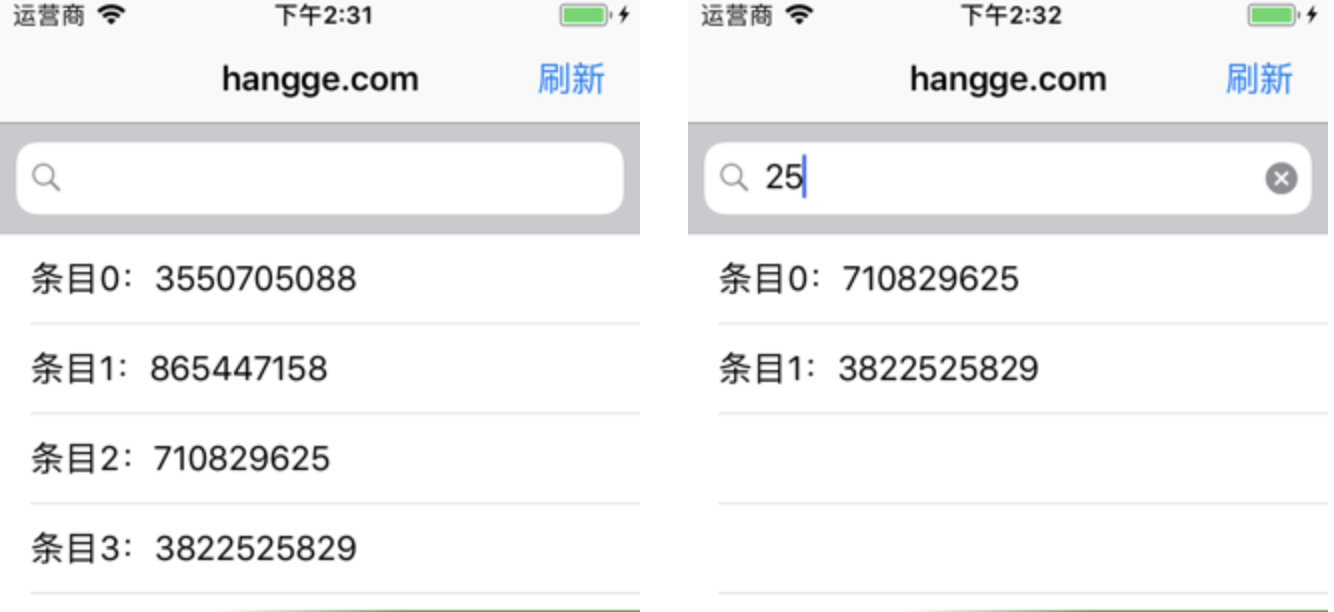 运营商 下午2:31
hangge.com 刷新
条目0：3550705088
条目1：865447158
条目2：710829625
条目3：3822525829
运营商 下午2:32
hangge.com 刷新
25
条目0：710829625
条目1：3822525829